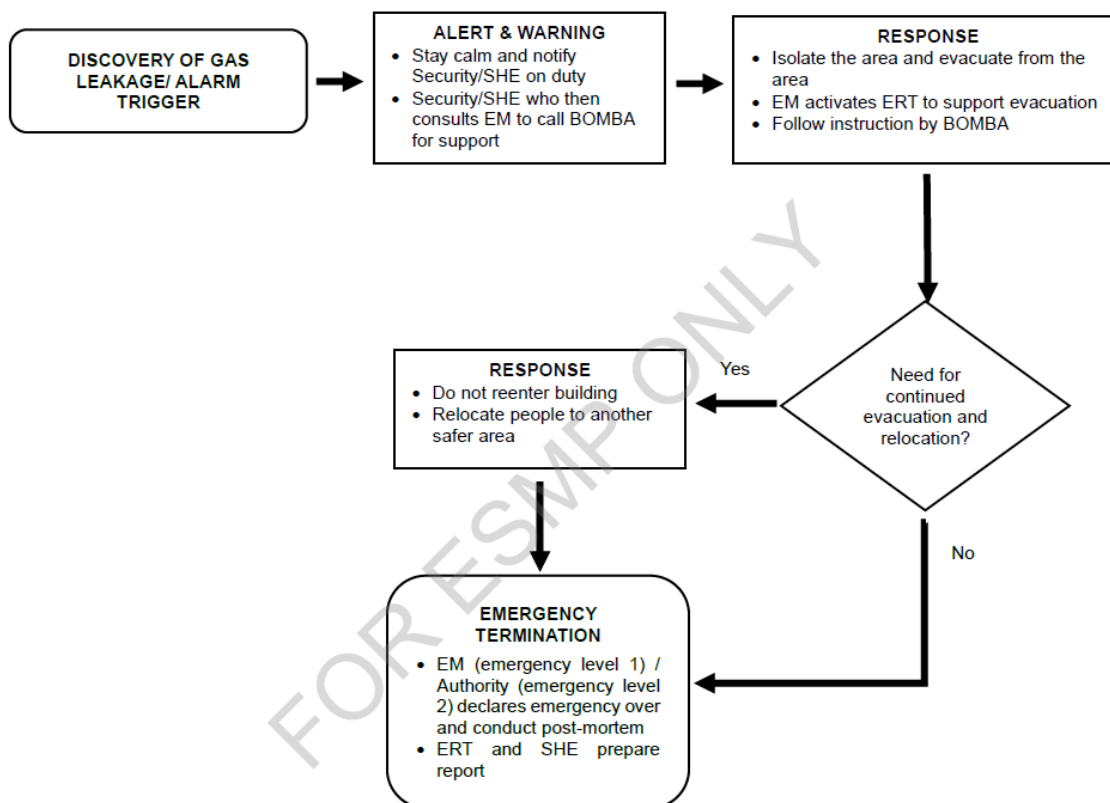 DISCOVERY OF GAS
LEAKAGE/ ALARM
TRIGGER
ALERT & WARNING
• Stay calm and notify
Security/SHE on duty
• Security/SHE who then
consults EM to call BOMBA
for support
RESPONSE
• Isolate the area and evacuate from the
area
• EM activates ERT to support evacuation
• Follow instruction by BOMBA
Need for
continued
evacuation and
relocation?
Yes
RESPONSE
• Do not reenter building
• Relocate people to another
safer area
No
EMERGENCY
TERMINATION
• EM (emergency level 1) /
Authority (emergency level
2) declares emergency over
and conduct post-mortem
• ERT and SHE prepare
report
FOR ESMP ONLY